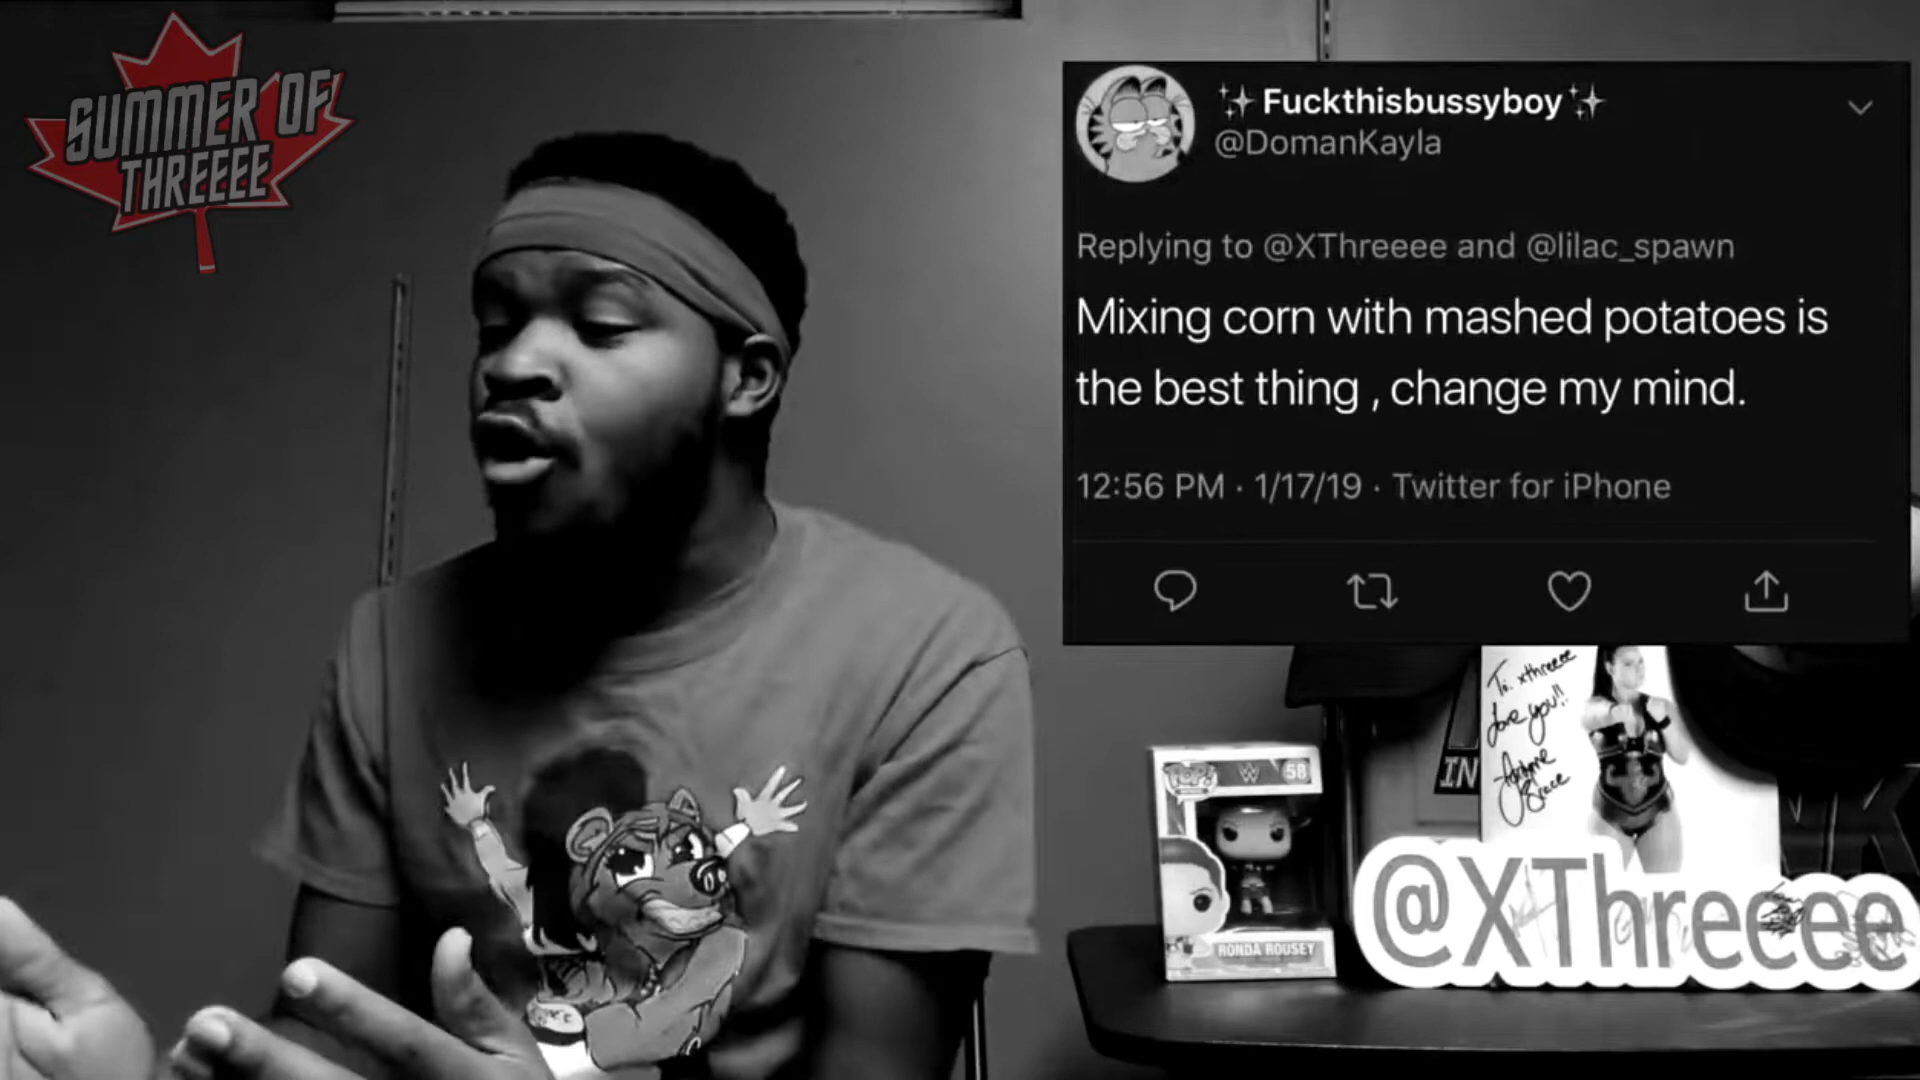 SUMMER OF
THREEEE
Fuckthisbussyboy
@DomanKayla
Replying to @XThreeee and @lilac_spawn
Mixing corn with mashed potatoes is
the best thing , change my mind.
12:56 PM · 1/17/19 · Twitter for iPhone
To: xthreeee
Love you!!
POP!
W
58
IN
RONDA ROUSEY
@XThreeee